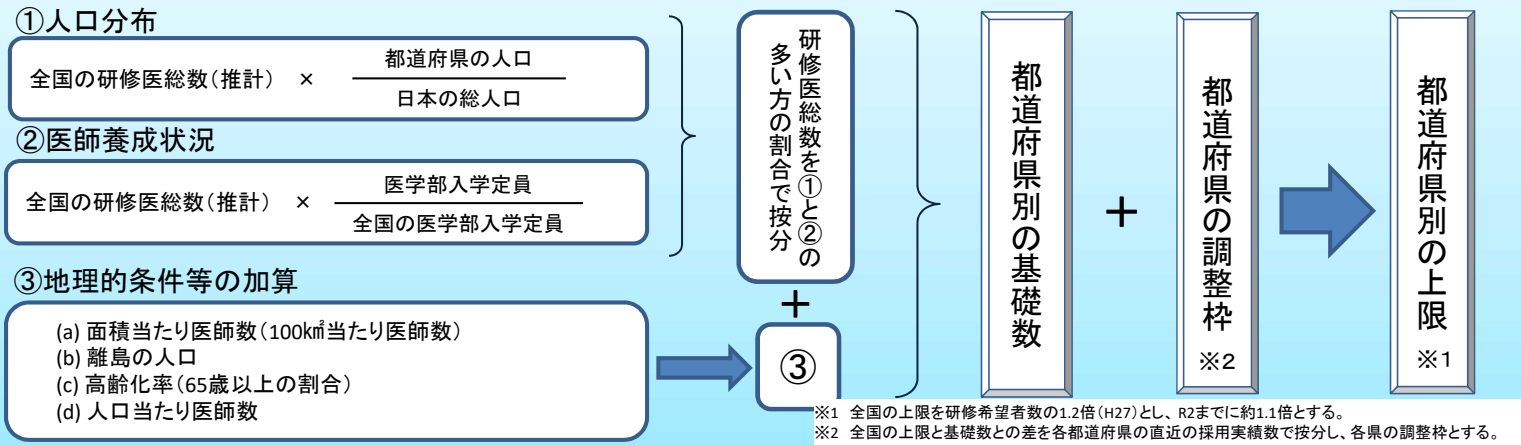 ①人口分布
全国の研修医総数(推計) × 都道府県の人口
日本の総人口
②医師養成状況
全国の研修医総数(推計) × 医学部入学定員
全国の医学部入学定員
③地理的条件等の加算
(a) 面積当たり医師数(100㎢当たり医師数)
(b) 離島の人口
(c) 高齢化率(65歳以上の割合)
(d) 人口当たり医師数
研修医総数を①と②の
多い方の割合で按分
+
③
都道府県別の基礎数
+
都道府県の調整枠
※2
都道府県別の上限
※1
※1 全国の上限を研修希望者数の1.2倍(H27)とし、R2までに約1.1倍とする。
※2 全国の上限と基礎数との差を各都道府県の直近の採用実績数で按分し、各県の調整枠とする。